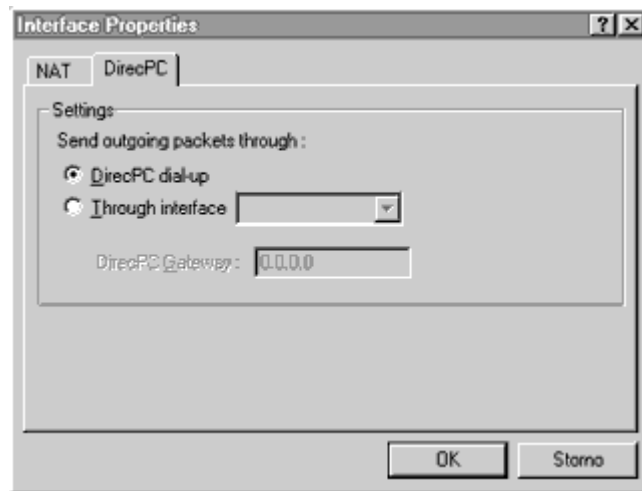 Interface Properties
NAT DirecPC
Settings
Send outgoing packets through :
DirecPC dial-up
Through interface
DirecPC Gateway : 0.0.0.0
OK Storno